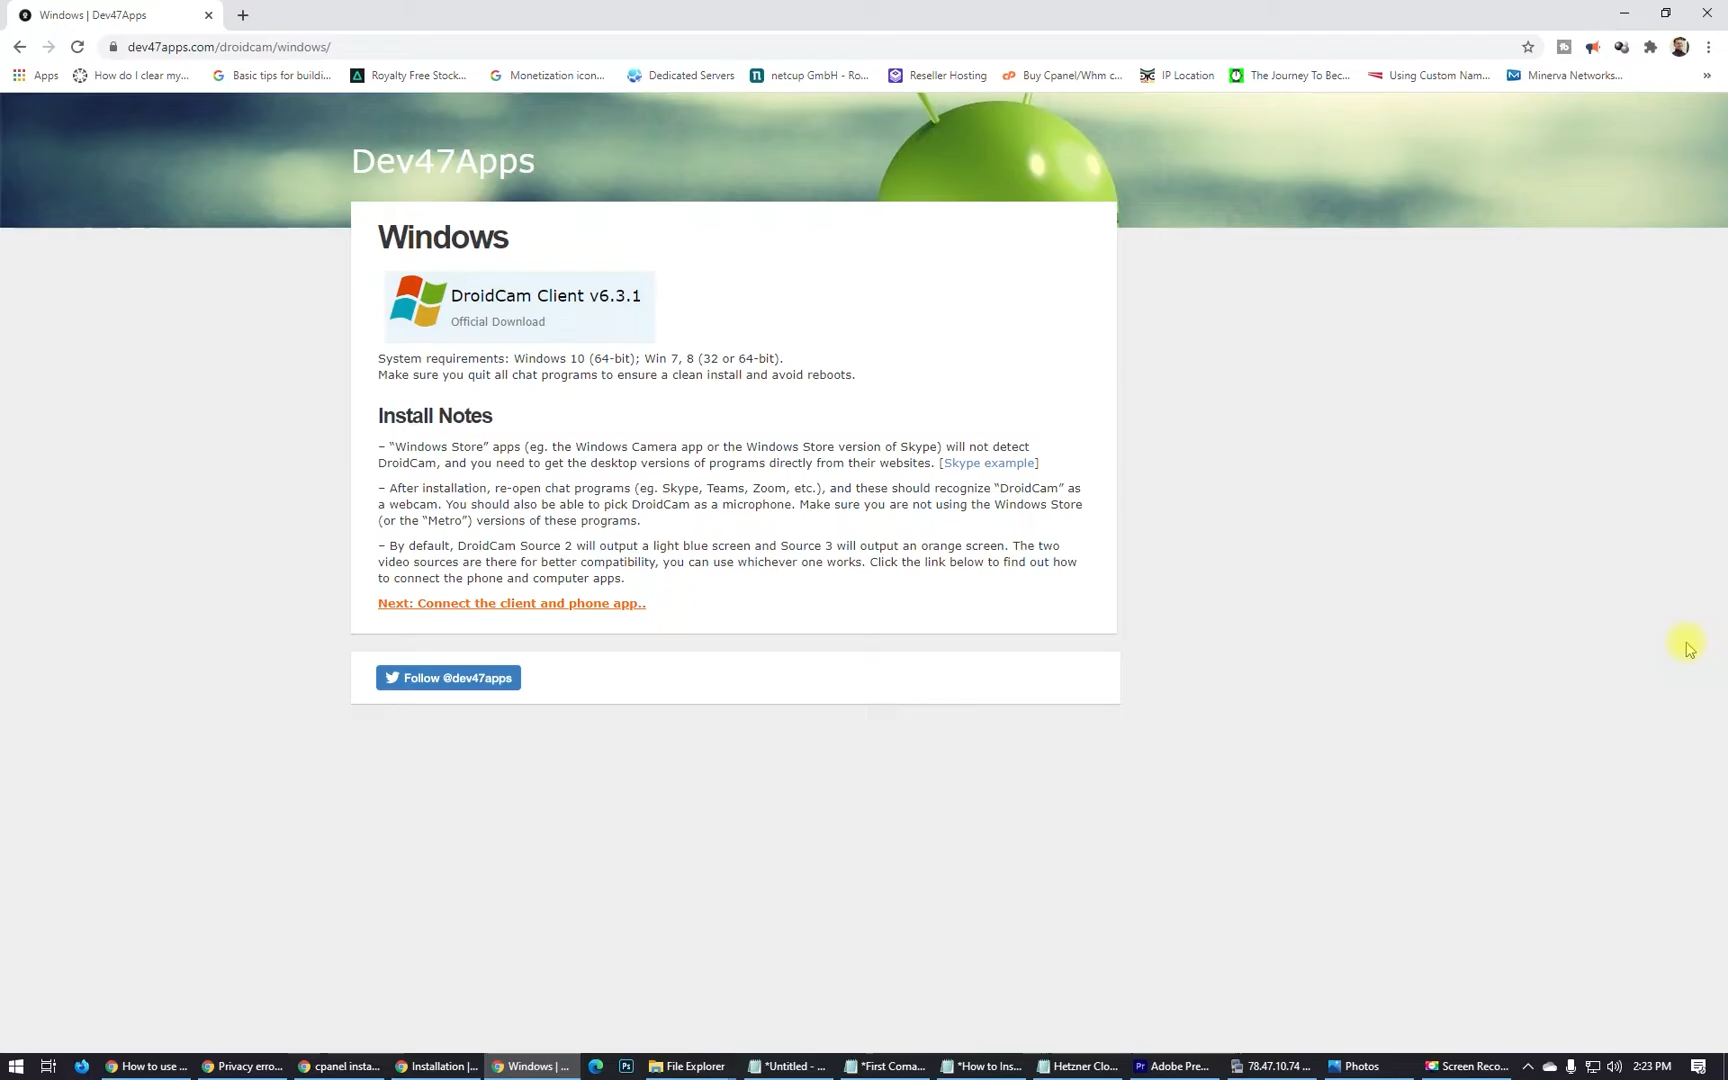 Windows | Dev47Apps
dev47apps.com/droidcam/windows/
Apps
How do I clear my...
Basic tips for buildi...
Royalty Free Stock...
Monetization icon...
Dedicated Servers
netcup GmbH - Ro...
Reseller Hosting
Buy Cpanel/Whm c...
IP Location
The Journey To Bec...
Using Custom Nam...
Minerva Networks...
Dev47Apps
Windows
DroidCam Client v6.3.1
Official Download
System requirements: Windows 10 (64-bit); Win 7, 8 (32 or 64-bit).
Make sure you quit all chat programs to ensure a clean install and avoid reboots.
Install Notes
– “Windows Store” apps (eg. the Windows Camera app or the Windows Store version of Skype) will not detect
DroidCam, and you need to get the desktop versions of programs directly from their websites. [Skype example]
– After installation, re-open chat programs (eg. Skype, Teams, Zoom, etc.), and these should recognize “DroidCam” as
a webcam. You should also be able to pick DroidCam as a microphone. Make sure you are not using the Windows Store
(or the “Metro”) versions of these programs.
– By default, DroidCam Source 2 will output a light blue screen and Source 3 will output an orange screen. The two
video sources are there for better compatibility, you can use whichever one works. Click the link below to find out how
to connect the phone and computer apps.
Next: Connect the client and phone app..
Follow @dev47apps
How to use ...
Privacy erro...
cpanel insta...
Installation |...
Windows | ...
File Explorer
*Untitled - ...
*First Coma...
*How to Ins...
Hetzner Clo...
Adobe Pre...
78.47.10.74 ...
Photos
Screen Reco...
2:23 PM